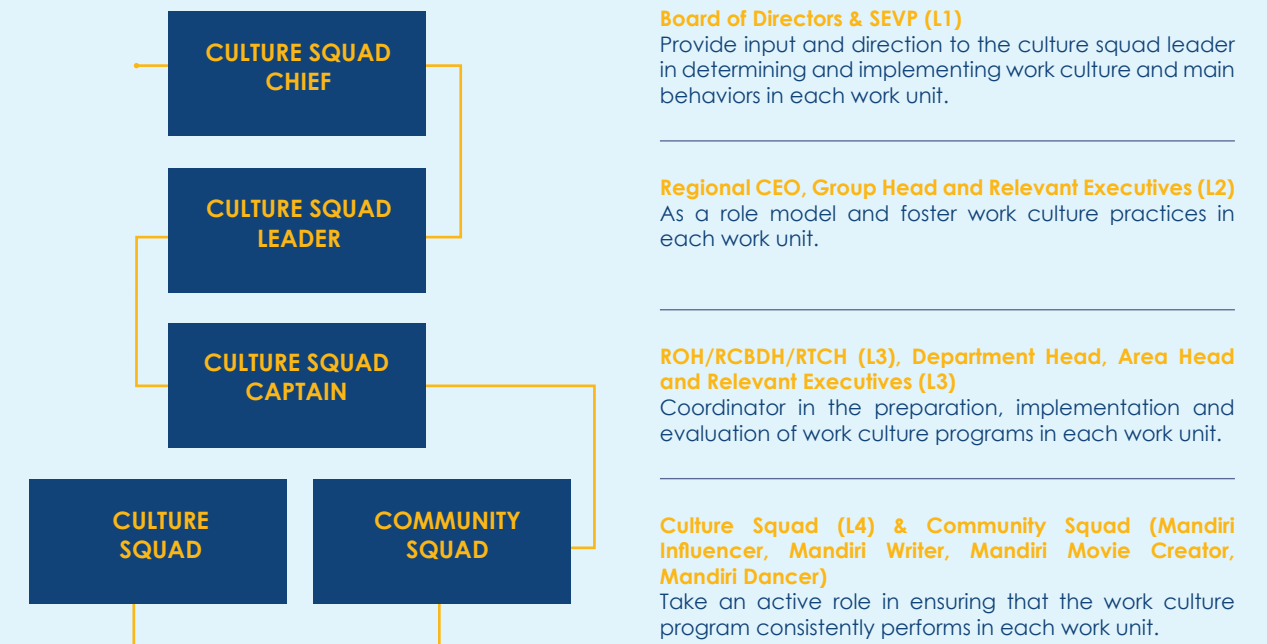 CULTURE SQUAD
CHIEF
Board of Directors & SEVP (L1)
Provide input and direction to the culture squad leader
in determining and implementing work culture and main
behaviors in each work unit.
CULTURE SQUAD
LEADER
Regional CEO, Group Head and Relevant Executives (L2)
As a role model and foster work culture practices in
each work unit.
CULTURE SQUAD
CAPTAIN
ROH/RCBDH/RTCH (L3), Department Head, Area Head
and Relevant Executives (L3)
Coordinator in the preparation, implementation and
evaluation of work culture programs in each work unit.
CULTURE
SQUAD
COMMUNITY
SQUAD
Culture Squad (L4) & Community Squad (Mandiri
Influencer, Mandiri Writer, Mandiri Movie Creator,
Mandiri Dancer)
Take an active role in ensuring that the work culture
program consistently performs in each work unit.